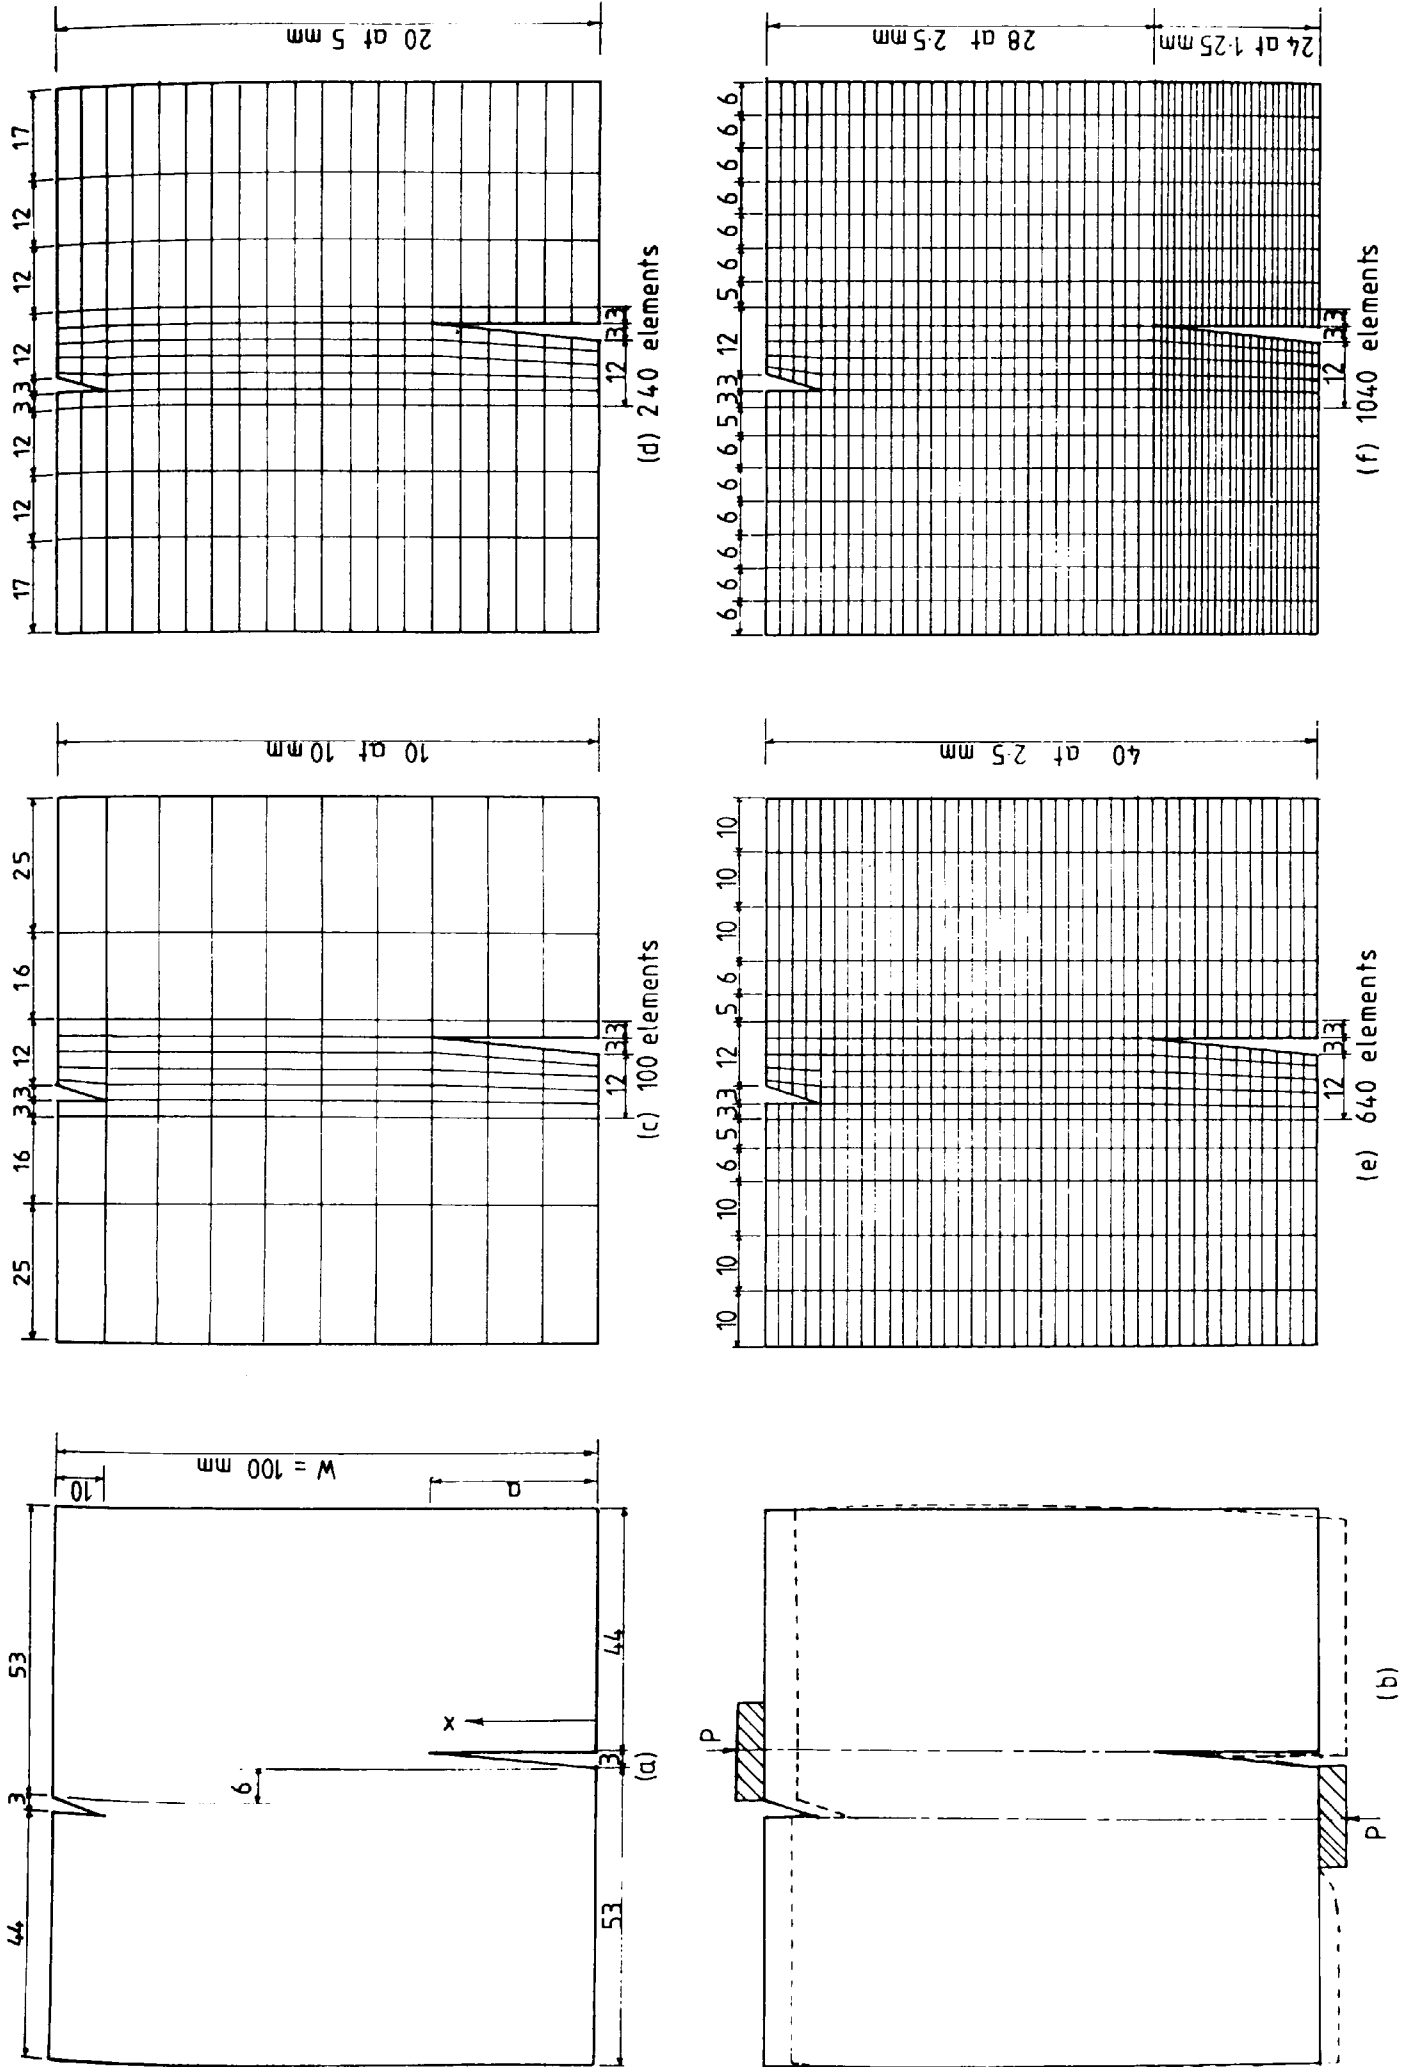 44 3 53
10
W = 100 mm
a
x
6
53 3 44
(a)
P
P
(b)
25 16 3 3 12 16 25
10 at 10 mm
12 3 3
(c) 100 elements
17 12 12 3 3 12 12 12 17
20 at 5 mm
12 3 3
(d) 240 elements
10 10 10 6 5 3 3 12 5 6 10 10 10
40 at 2·5 mm
12 3 3
(e) 640 elements
6 6 6 6 6 6 5 3 3 12 5 6 6 6 6 6 6
28 at 2·5 mm
24 at 1·25 mm
12 3 3
(f) 1040 elements